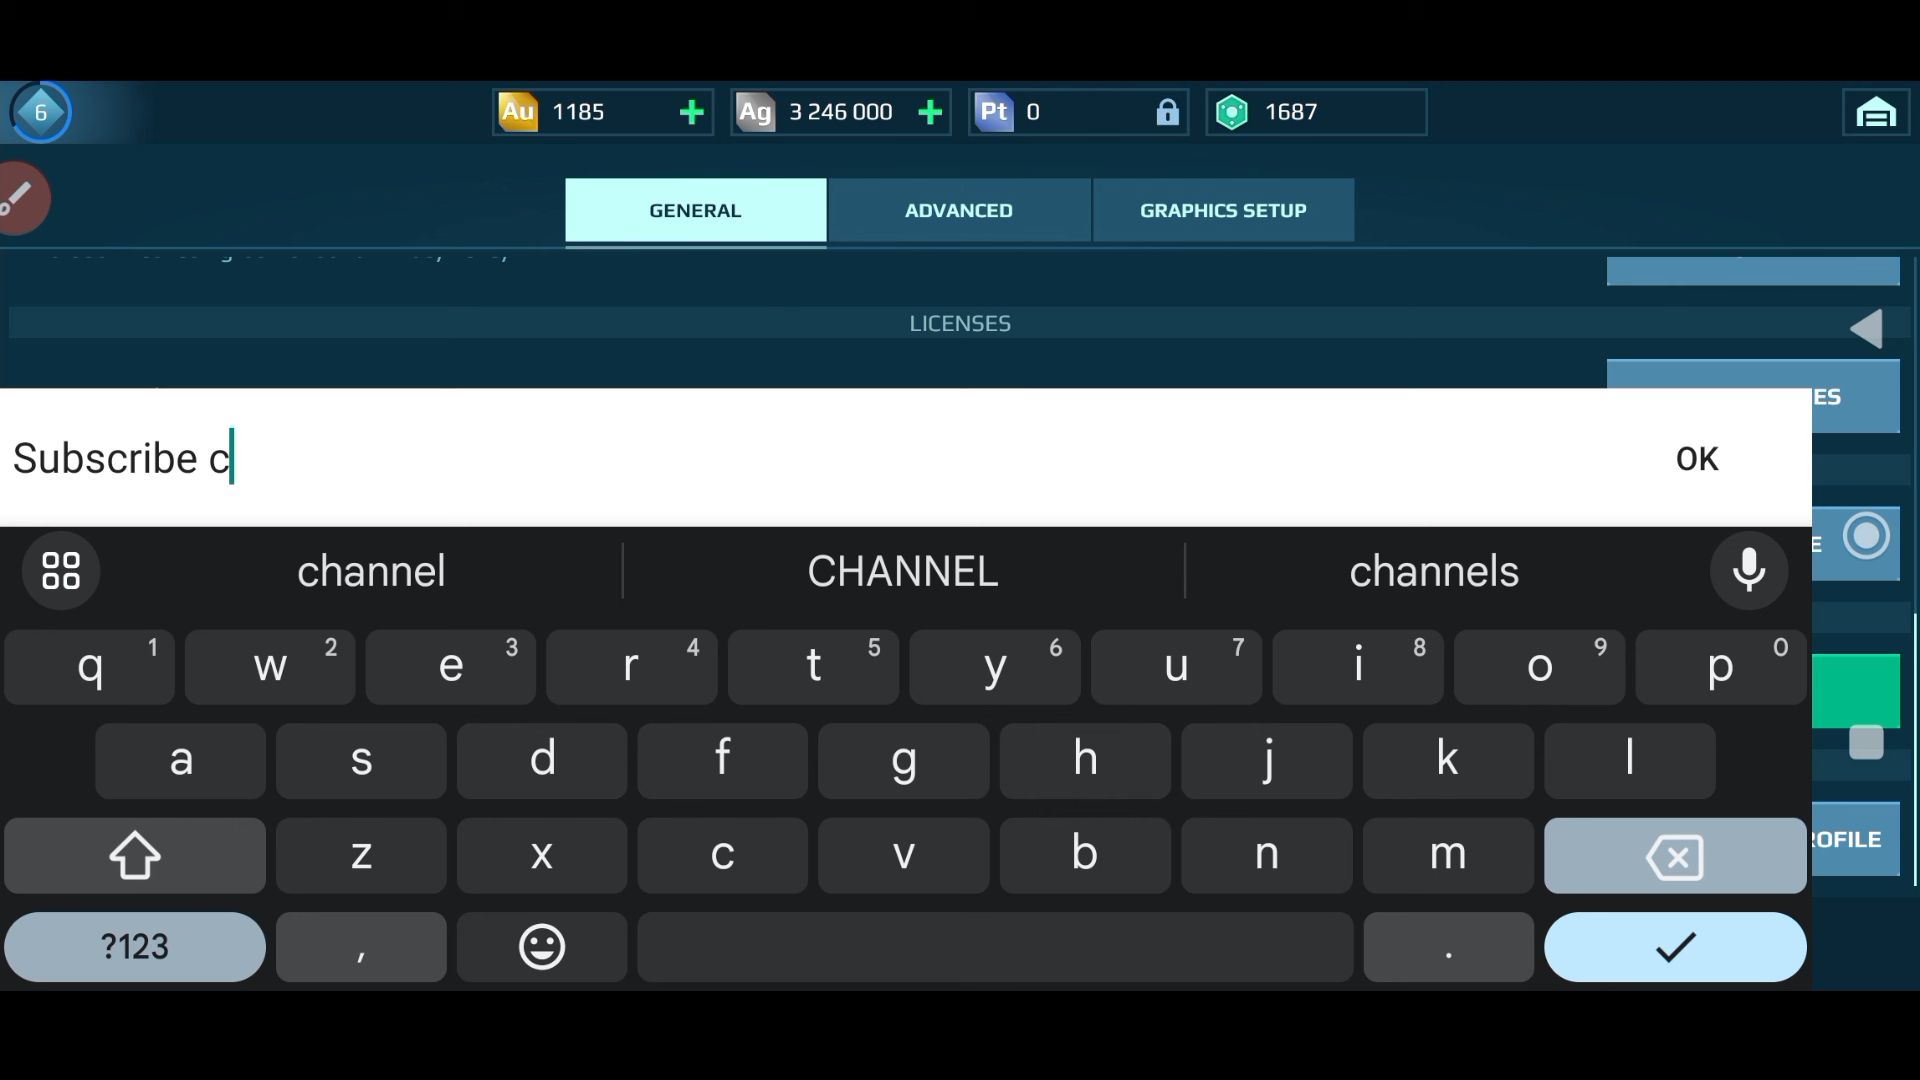 6
Au 1185 +
Ag 3 246 000 +
Pt 0
1687
GENERAL
ADVANCED
GRAPHICS SETUP
LICENSES
ES
Subscribe c
OK
E
channel
CHANNEL
channels
q 1 w 2 e 3 r 4 t 5 y 6 u 7 i 8 o 9 p 0
a s d f g h j k l
z x c v b n m
ROFILE
?123 , .